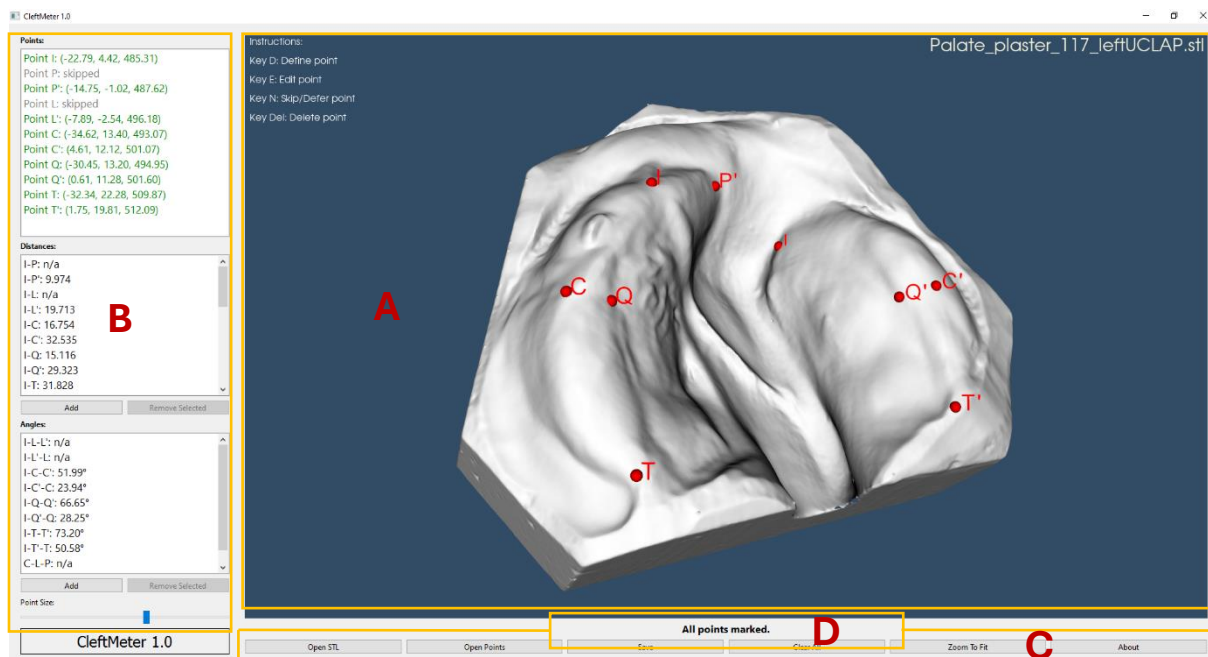 CleftMeter 1.0
Points:
Point I: (-22.79, 4.42, 485.31)
Point P: skipped
Point P': (-14.75, -1.02, 487.62)
Point L: skipped
Point L': (-7.89, -2.54, 496.18)
Point C: (-34.62, 13.40, 493.07)
Point C': (4.61, 12.12, 501.07)
Point Q: (-30.45, 13.20, 494.95)
Point Q': (0.61, 11.28, 501.60)
Point T: (-32.34, 22.28, 509.87)
Point T': (1.75, 19.81, 512.09)
Distances:
I-P: n/a
I-P': 9.974
I-L: n/a
I-L': 19.713
I-C: 16.754
I-C': 32.535
I-Q: 15.116
I-Q': 29.323
I-T: 31.828
B
Add Remove Selected
Angles:
I-L-L': n/a
I-L'-L: n/a
I-C-C': 51.99°
I-C'-C: 23.94°
I-Q-Q': 66.65°
I-Q'-Q: 28.25°
I-T-T': 73.20°
I-T'-T: 50.58°
C-L-P: n/a
Add Remove Selected
Point Size:
CleftMeter 1.0
Instructions:
Key D: Define point
Key E: Edit point
Key N: Skip/Defer point
Key Del: Delete point
Palate_plaster_117_leftUCLAP.stl
I
P'
C
Q
Q'
C'
T'
T
A
All points marked.
D
Open STL Open Points Save Clear All Zoom To Fit About
C